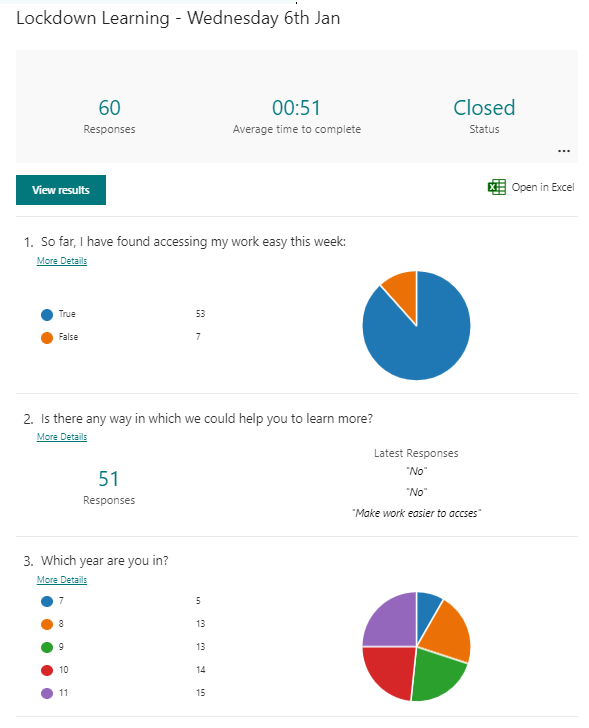 Lockdown Learning - Wednesday 6th Jan
60
Responses
00:51
Average time to complete
Closed
Status
...
View results
Open in Excel
1. So far, I have found accessing my work easy this week:
More Details
True 53
False 7
2. Is there any way in which we could help you to learn more?
More Details
51
Responses
Latest Responses
"No"
"No"
"Make work easier to accses"
3. Which year are you in?
More Details
7 5
8 13
9 13
10 14
11 15